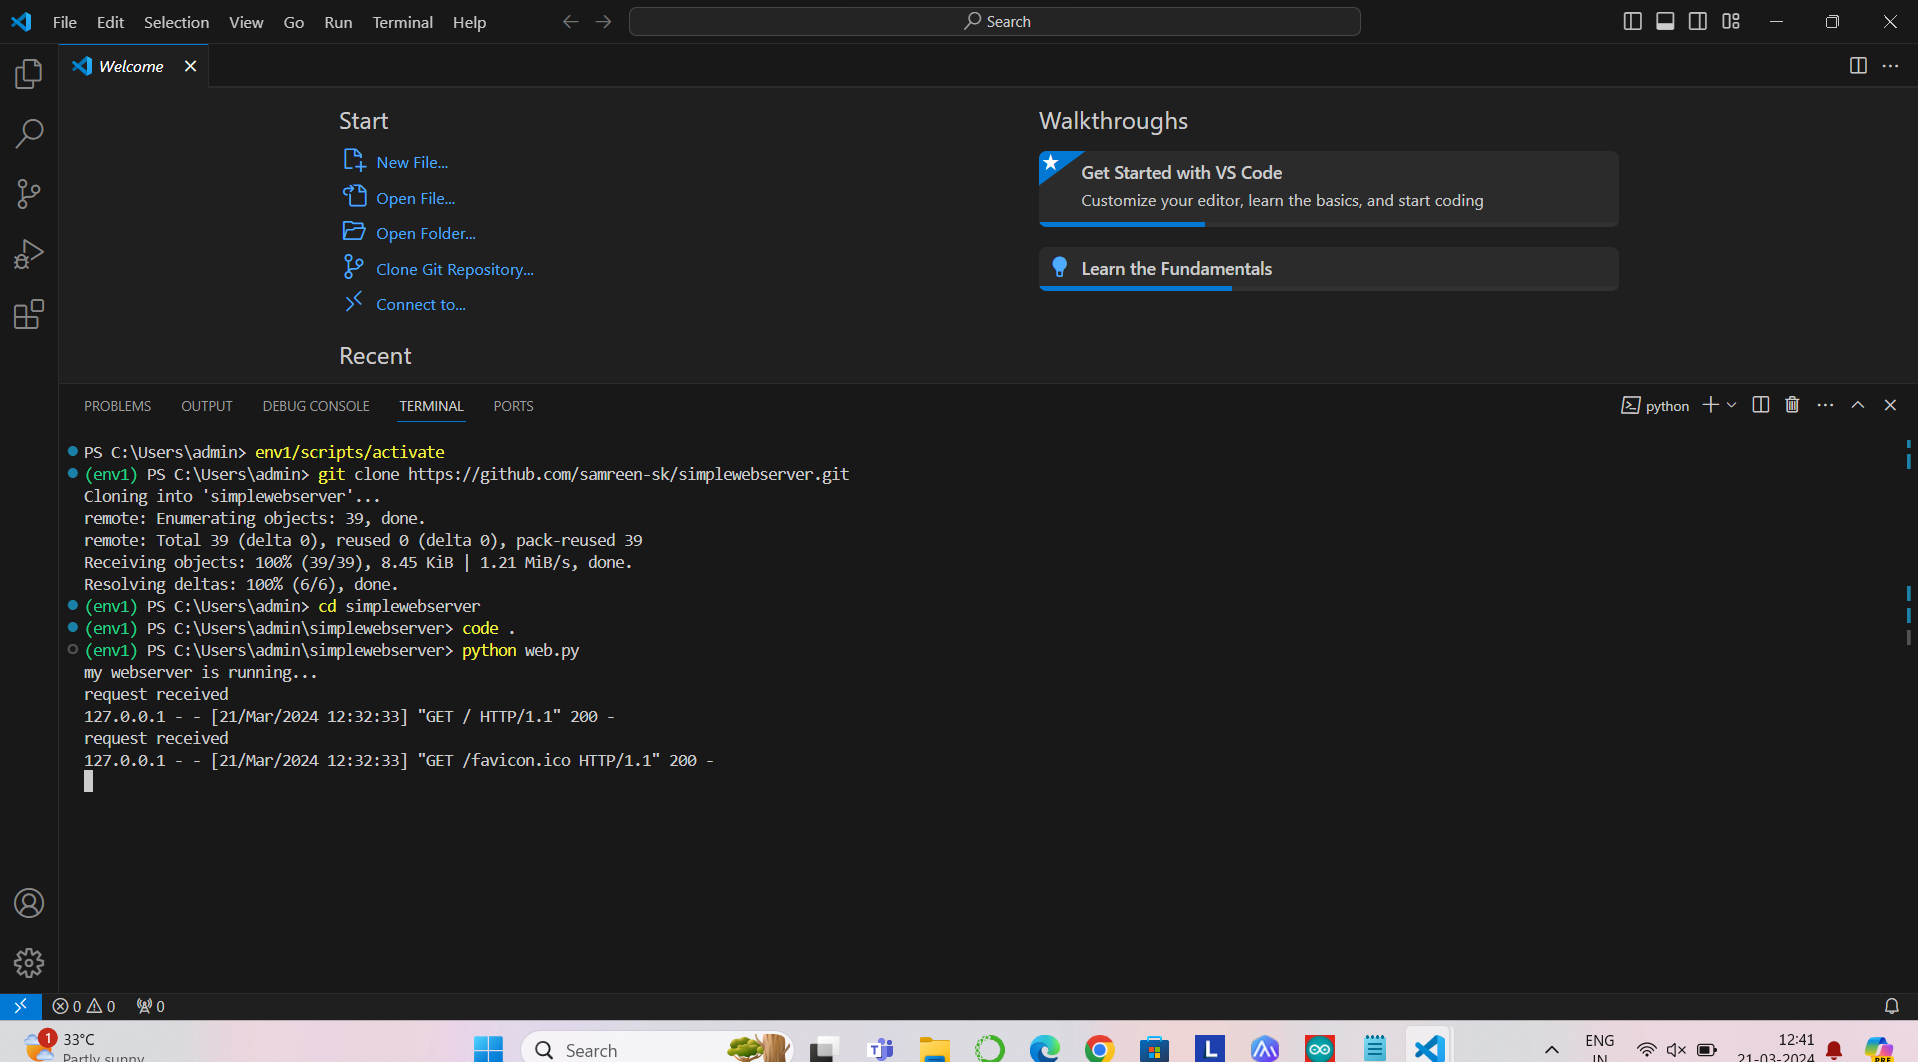 File Edit Selection View Go Run Terminal Help
Search
Welcome
Start
New File...
Open File...
Open Folder...
Clone Git Repository...
Connect to...
Recent
Walkthroughs
Get Started with VS Code
Customize your editor, learn the basics, and start coding
Learn the Fundamentals
PROBLEMS OUTPUT DEBUG CONSOLE TERMINAL PORTS
python
PS C:\Users\admin> env1/scripts/activate
(env1) PS C:\Users\admin> git clone https://github.com/samreen-sk/simplewebserver.git
Cloning into 'simplewebserver'...
remote: Enumerating objects: 39, done.
remote: Total 39 (delta 0), reused 0 (delta 0), pack-reused 39
Receiving objects: 100% (39/39), 8.45 KiB | 1.21 MiB/s, done.
Resolving deltas: 100% (6/6), done.
(env1) PS C:\Users\admin> cd simplewebserver
(env1) PS C:\Users\admin\simplewebserver> code .
(env1) PS C:\Users\admin\simplewebserver> python web.py
my webserver is running...
request received
127.0.0.1 - - [21/Mar/2024 12:32:33] "GET / HTTP/1.1" 200 -
request received
127.0.0.1 - - [21/Mar/2024 12:32:33] "GET /favicon.ico HTTP/1.1" 200 -
0 0 0
1
33°C
Partly sunny
Search
L
ENG
IN
12:41
21-03-2024
PRE